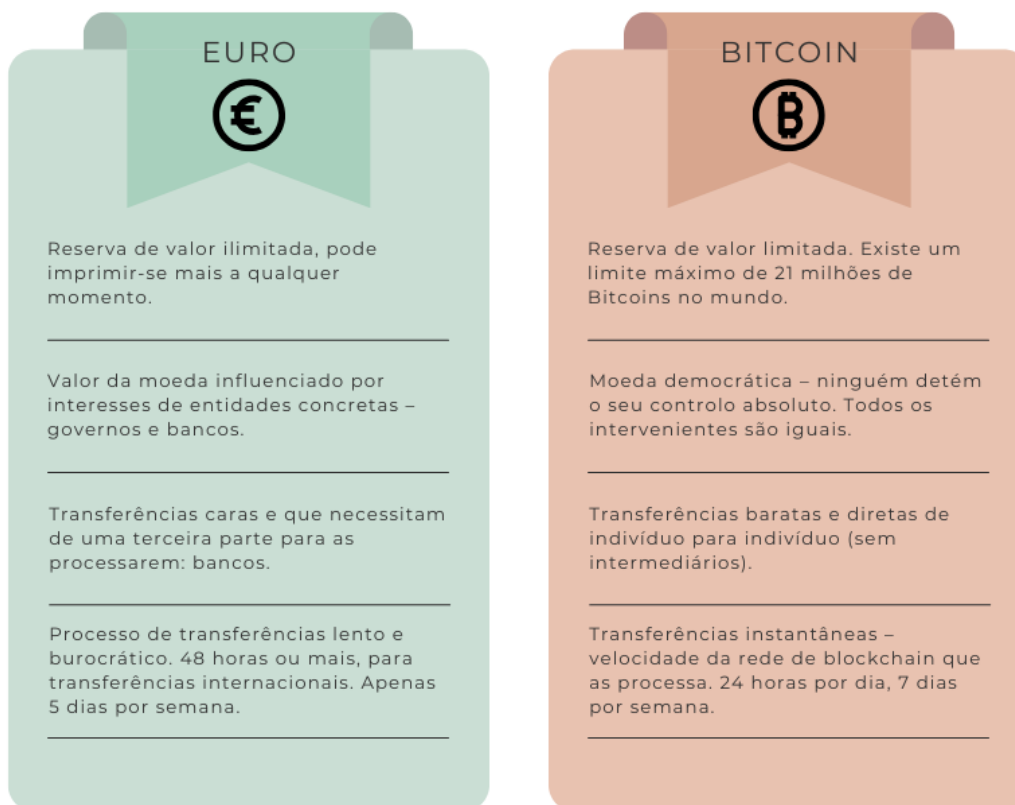 EURO
€
Reserva de valor ilimitada, pode
imprimir-se mais a qualquer
momento.
Valor da moeda influenciado por
interesses de entidades concretas –
governos e bancos.
Transferências caras e que necessitam
de uma terceira parte para as
processarem: bancos.
Processo de transferências lento e
burocrático. 48 horas ou mais, para
transferências internacionais. Apenas
5 dias por semana.
BITCOIN
₿
Reserva de valor limitada. Existe um
limite máximo de 21 milhões de
Bitcoins no mundo.
Moeda democrática – ninguém detém
o seu controlo absoluto. Todos os
intervenientes são iguais.
Transferências baratas e diretas de
indivíduo para indivíduo (sem
intermediários).
Transferências instantâneas –
velocidade da rede de blockchain que
as processa. 24 horas por dia, 7 dias
por semana.